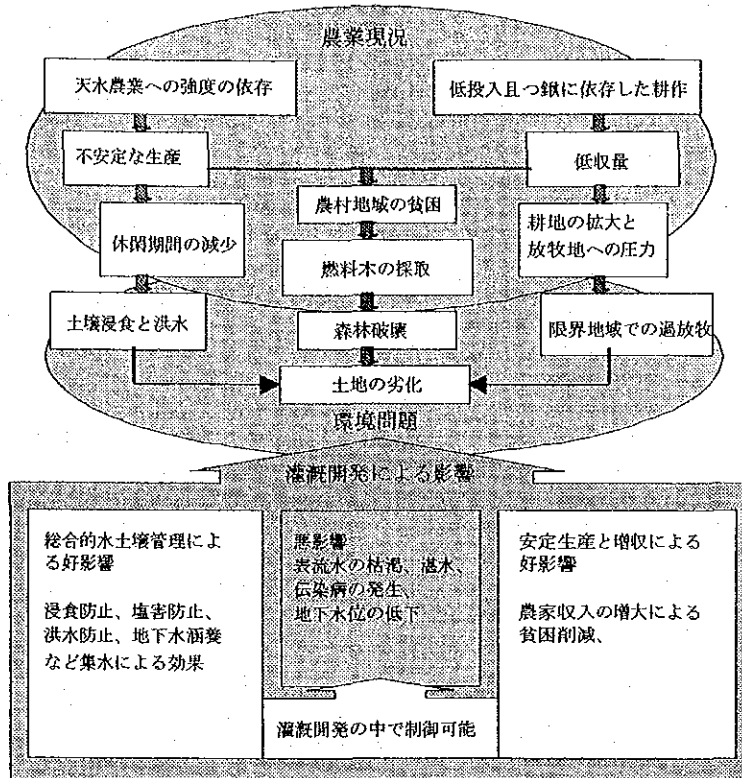 農業現況
天水農業への強度の依存
低投入且つ鍬に依存した耕作
不安定な生産
低収量
農村地域の貧困
休閑期間の減少
耕地の拡大と
放牧地への圧力
燃料木の採取
土壌浸食と洪水
森林破壊
限界地域での過放牧
土地の劣化
環境問題
灌漑開発による影響
総合的水土壌管理によ
る好影響
浸食防止、塩害防止、
洪水防止、地下水涵養
など集水による効果
悪影響
表流水の枯渇、湛水、
伝染病の発生、
地下水位の低下
安定生産と増収による
好影響
農家収入の増大による
貧困削減、
灌漑開発の中で制御可能